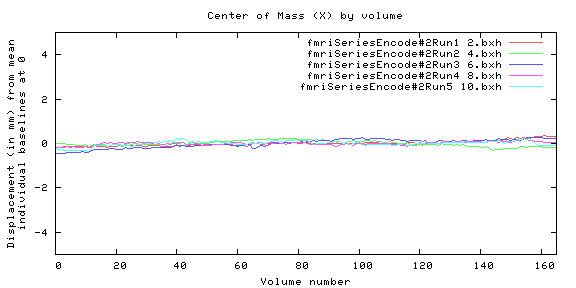 Center of Mass (X) by volume
fmriSeriesEncode#2Run1 2.bxh
fmriSeriesEncode#2Run2 4.bxh
fmriSeriesEncode#2Run3 6.bxh
fmriSeriesEncode#2Run4 8.bxh
fmriSeriesEncode#2Run5 10.bxh
Displacement (in mm) from mean
individual baselines at 0
4
2
0
-2
-4
0 20 40 60 80 100 120 140 160
Volume number